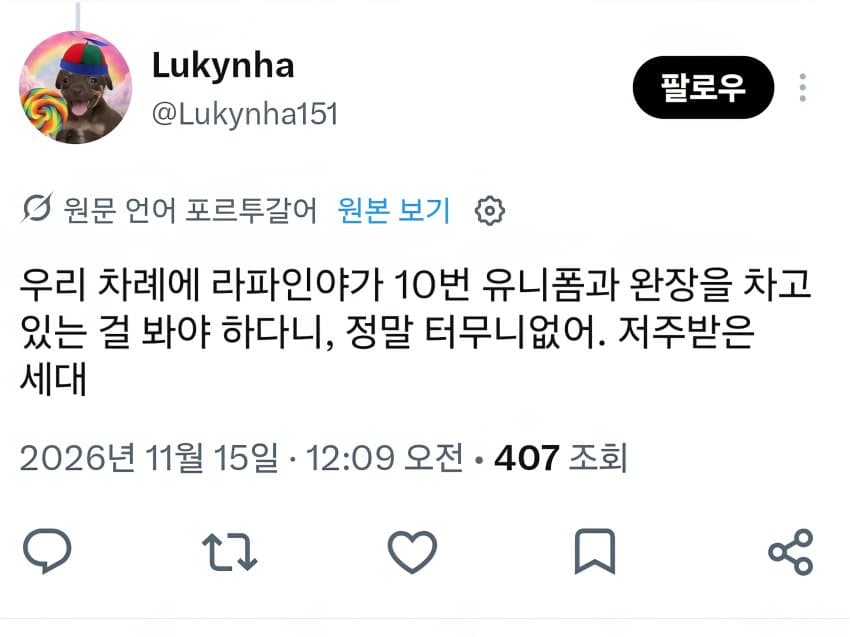 Lukynha
@Lukynha151
팔로우
원문 언어 포르투갈어 원본 보기
우리 차례에 라파인야가 10번 유니폼과 완장을 차고
있는 걸 봐야 하다니, 정말 터무니없어. 저주받은
세대
2026년 11월 15일 · 12:09 오전 · 407 조회